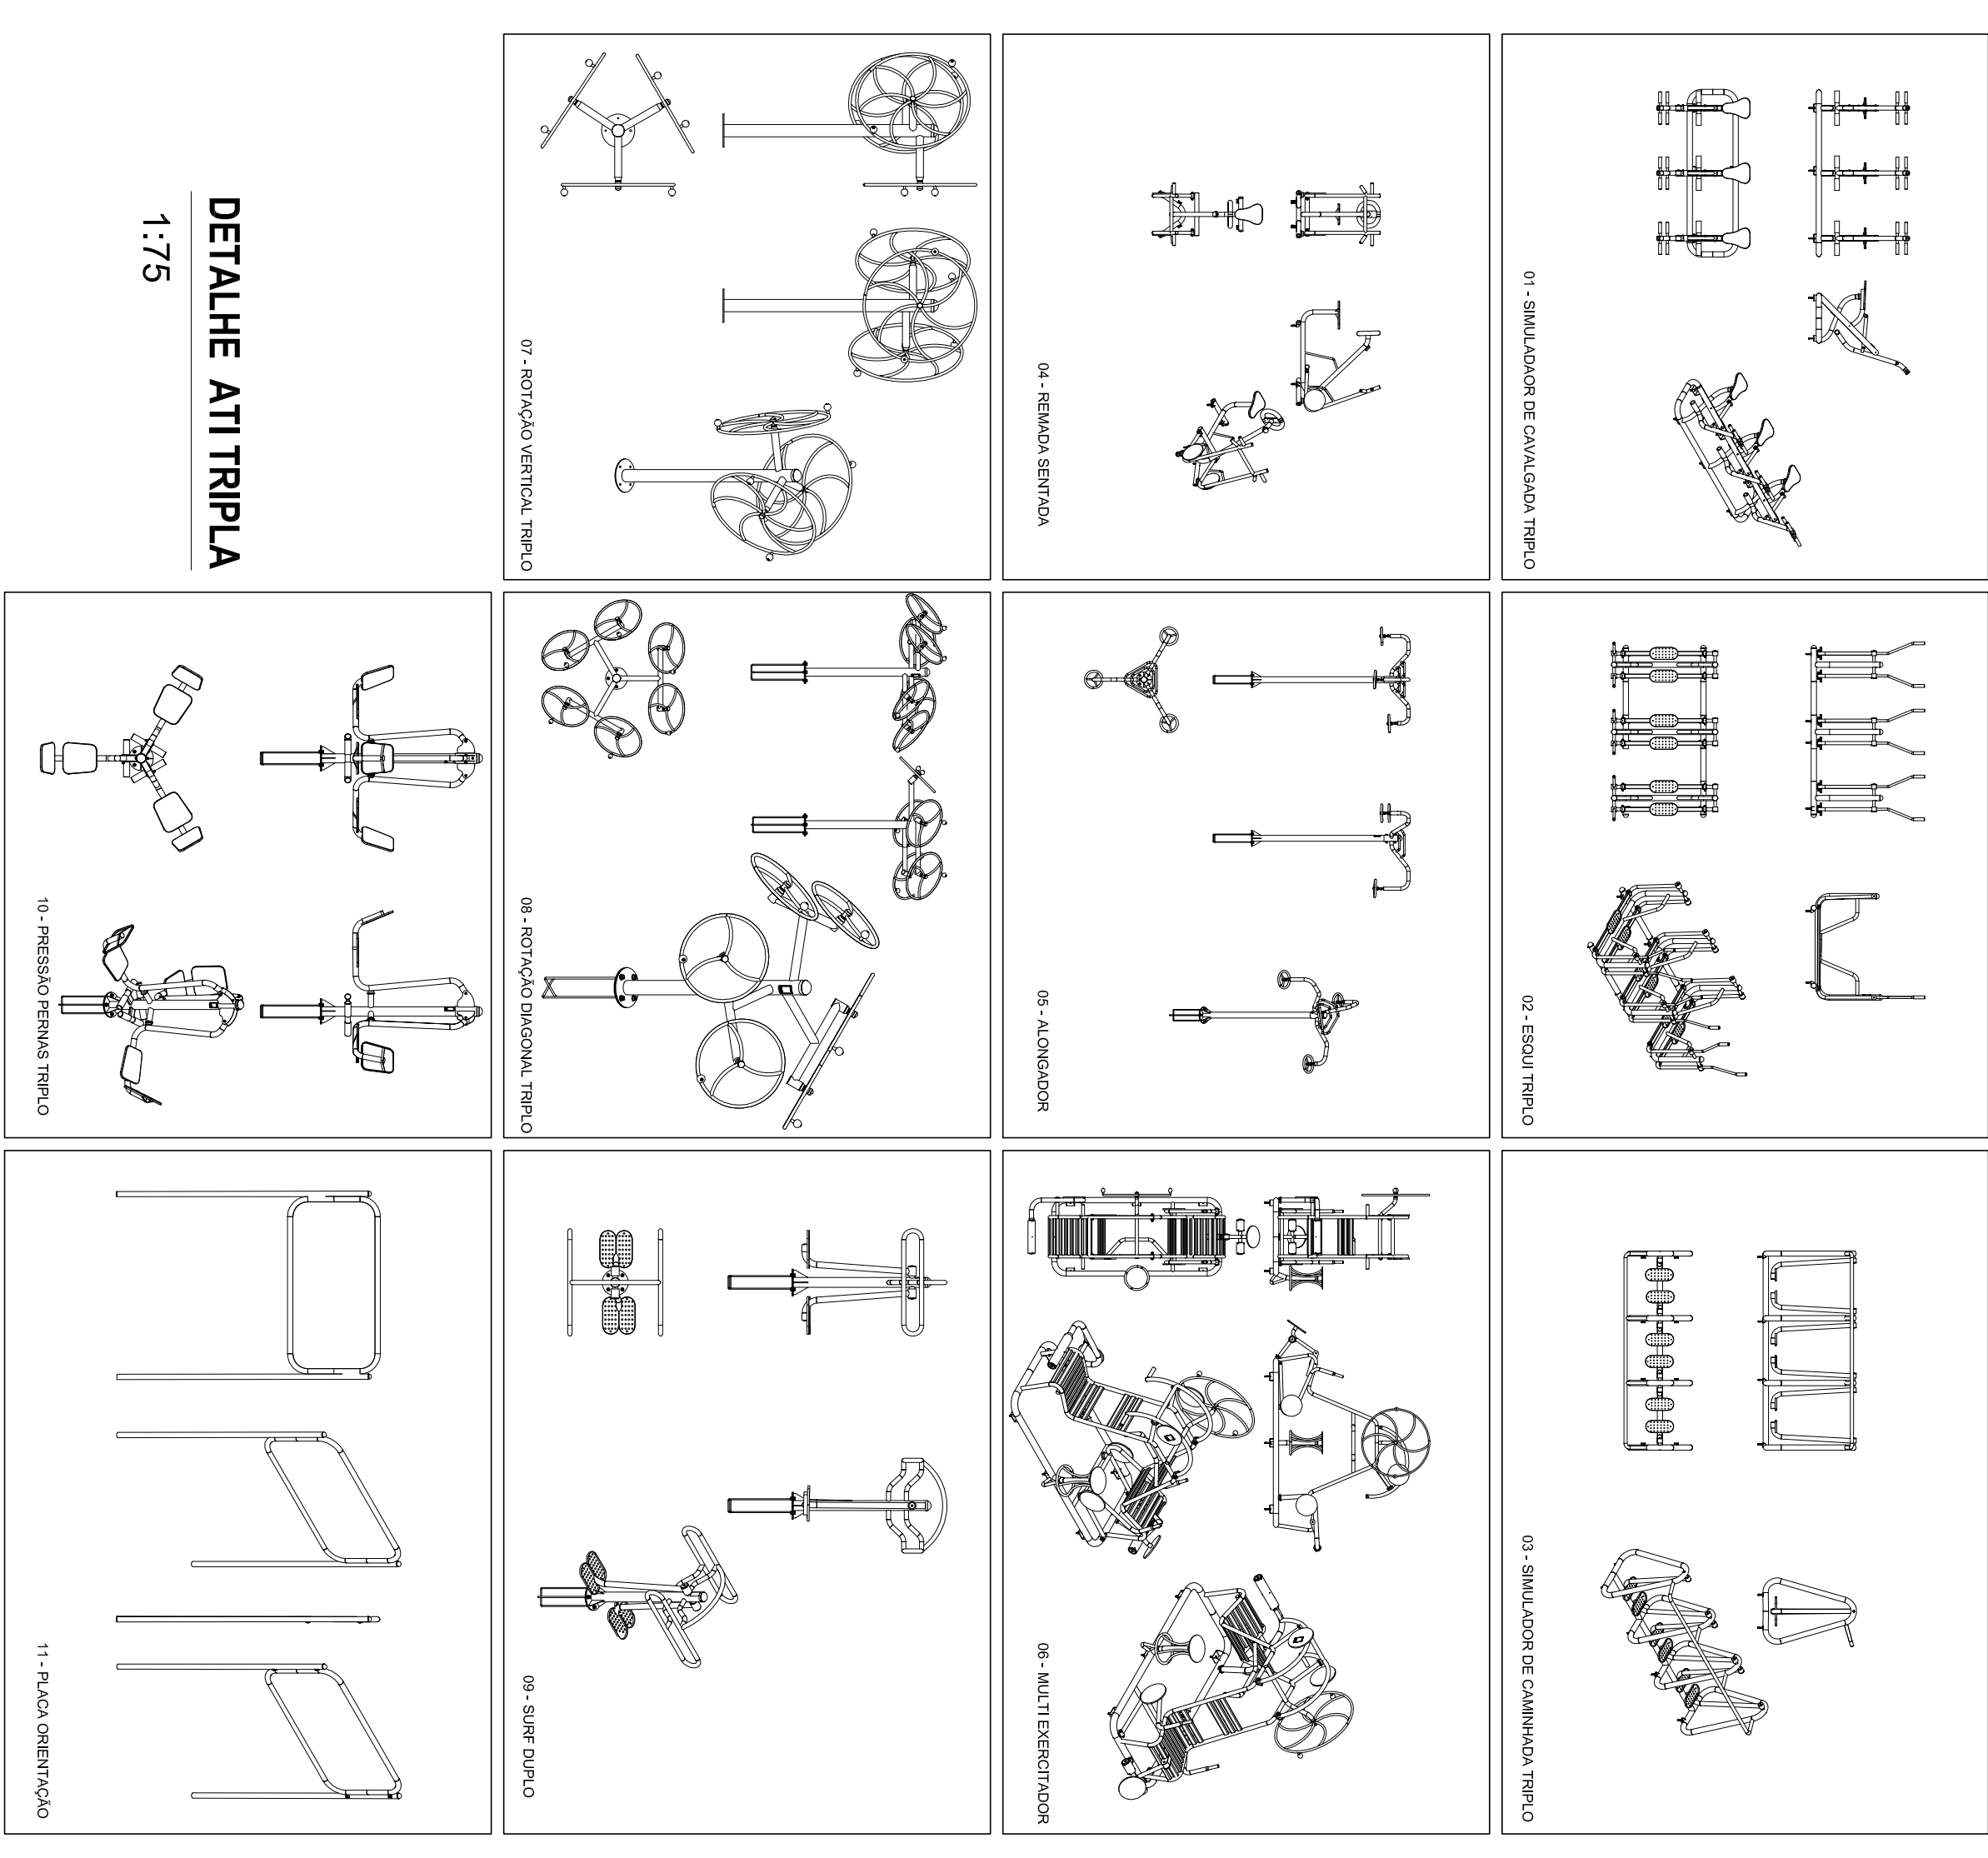 01 - SIMULADAOR DE CAVALGADA TRIPLO
02 - ESQUI TRIPLO
03 - SIMULADOR DE CAMINHADA TRIPLO
04 - REMADA SENTADA
05 - ALONGADOR
06 - MULTI EXERCITADOR
07 - ROTAÇÃO VERTICAL TRIPLO
08 - ROTAÇÃO DIAGONAL TRIPLO
09 - SURF DUPLO
DETALHE ATI TRIPLA
1:75
10 - PRESSÃO PERNAS TRIPLO
11 - PLACA ORIENTAÇÃO